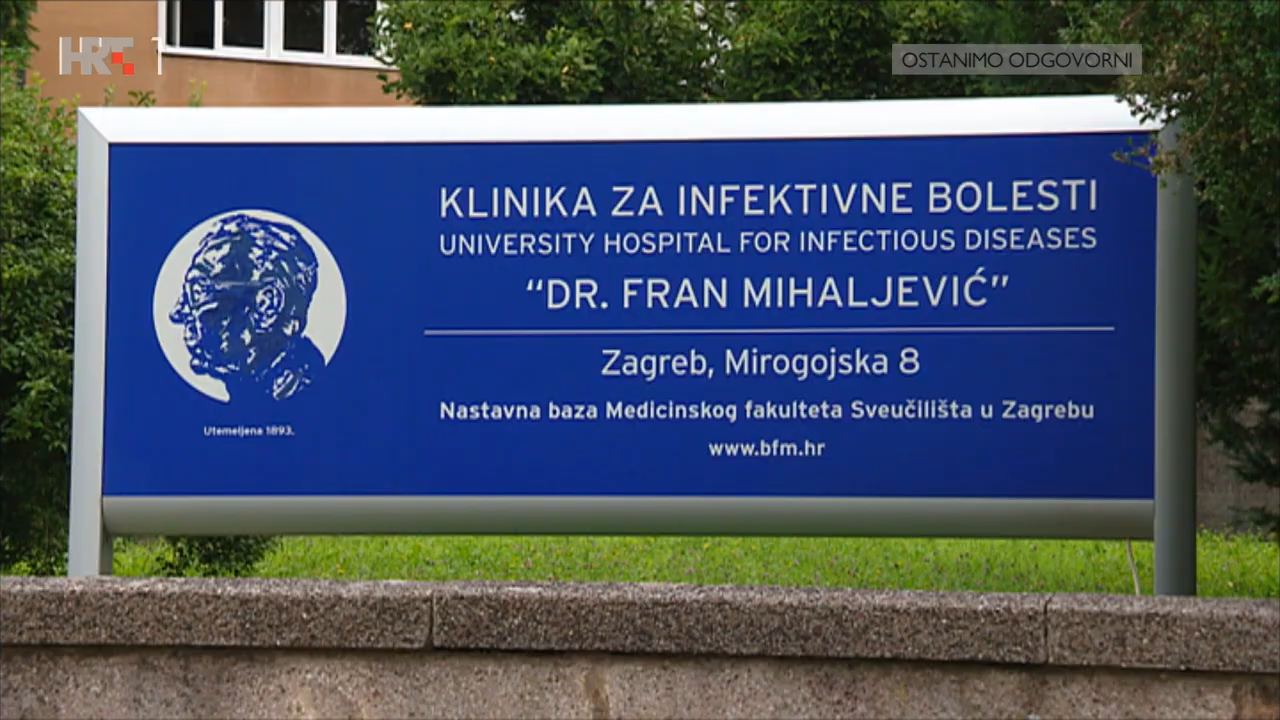 HRT 1
OSTANIMO ODGOVORNI
KLINIKA ZA INFEKTIVNE BOLESTI
UNIVERSITY HOSPITAL FOR INFECTIOUS DISEASES
“DR. FRAN MIHALJEVIĆ”
Zagreb, Mirogojska 8
Nastavna baza Medicinskog fakulteta Sveučilišta u Zagrebu
www.bfm.hr
Utemeljena 1893.